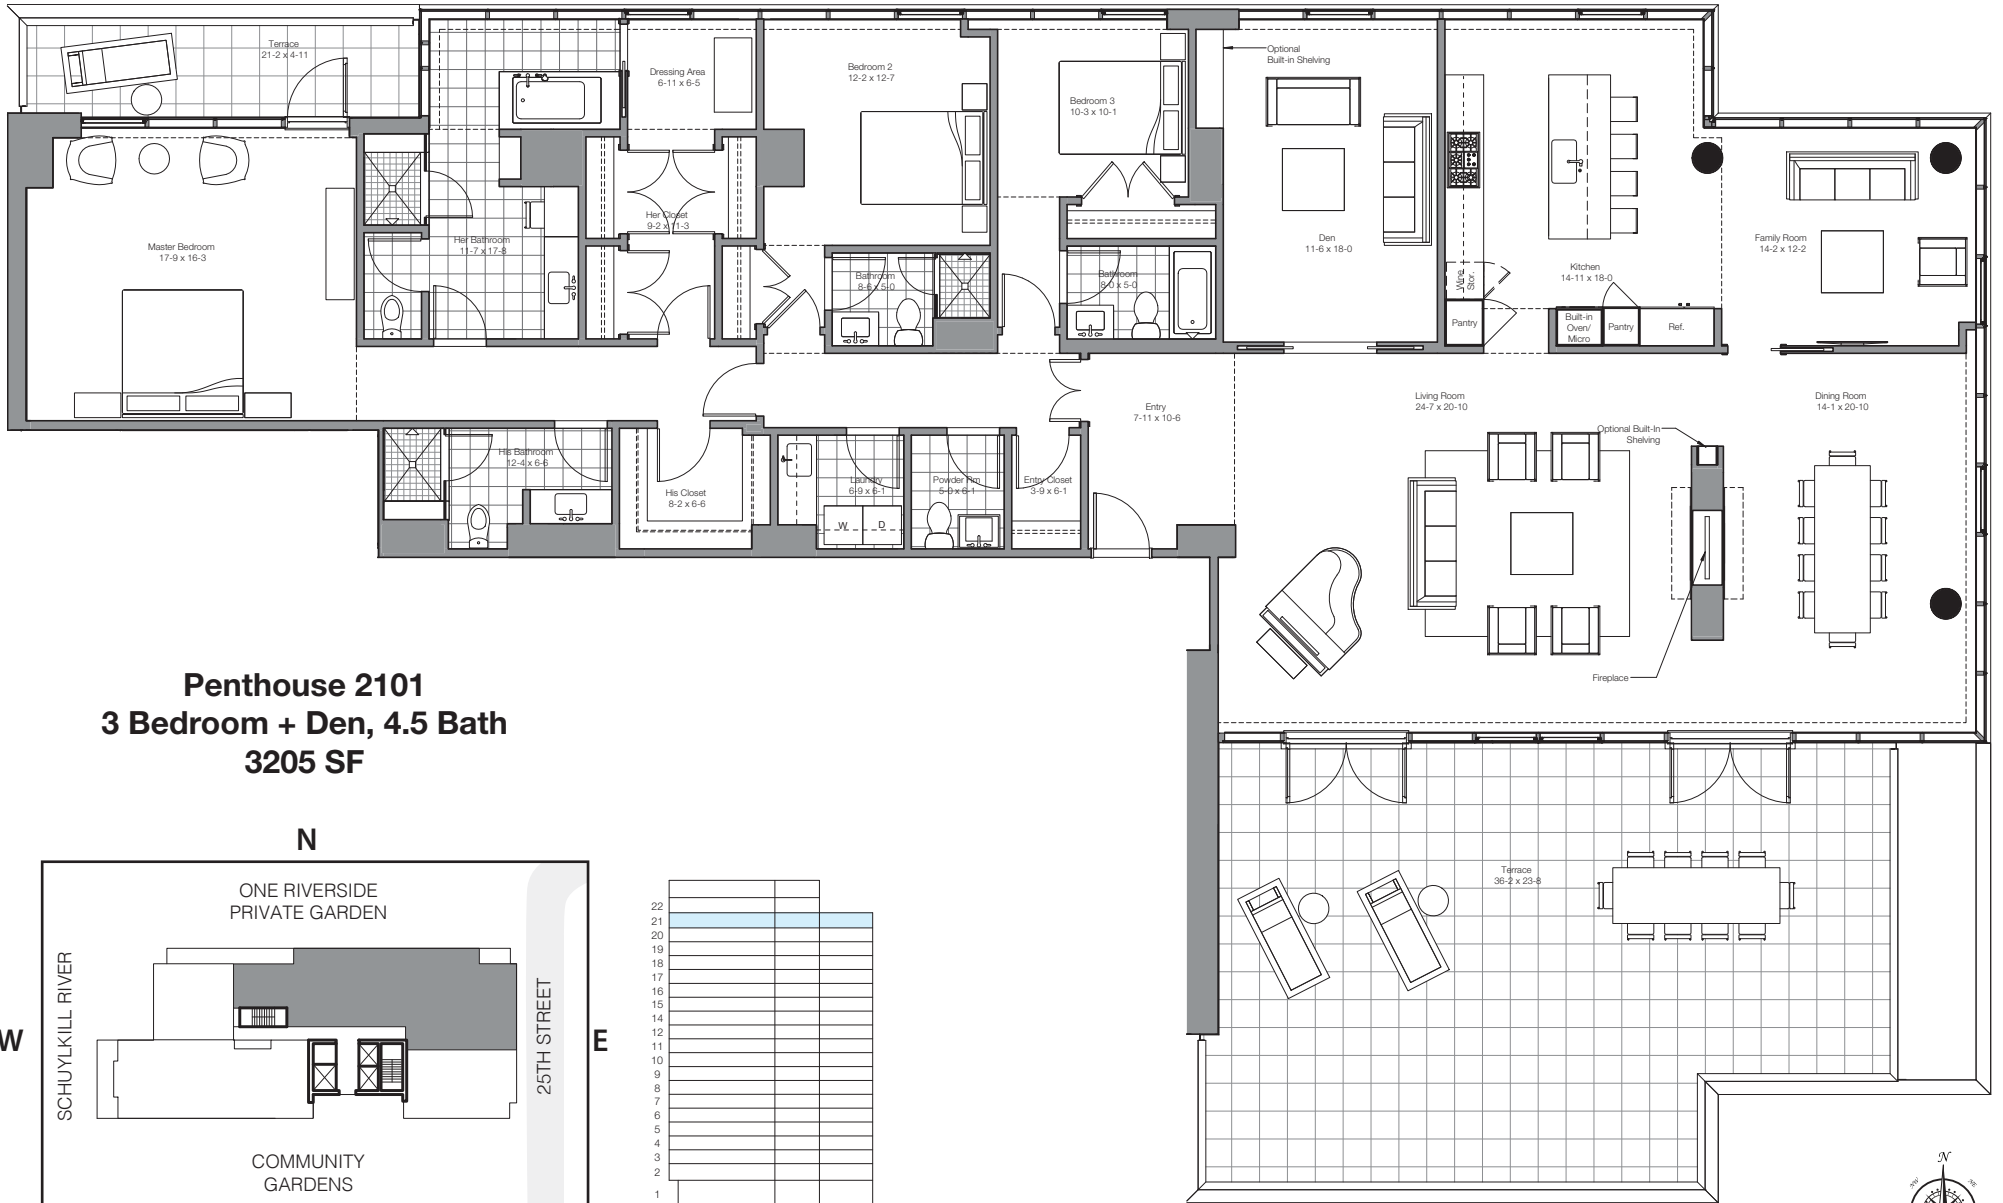 Terrace
21-2 x 4-11
Dressing Area
6-11 x 6-5
Bedroom 2
12-2 x 12-7
Bedroom 3
10-3 x 10-1
Optional
Built-in Shelving
Master Bedroom
17-9 x 16-3
Her Bathroom
11-7 x 17-8
Her Closet
9-2 x 11-3
Bathroom
8-6 x 5-0
Bathroom
8-0 x 5-0
Den
11-6 x 18-0
Wine
Stor.
Kitchen
14-11 x 18-0
Family Room
14-2 x 12-2
Pantry
Built-in
Oven/
Micro
Pantry
Ref.
Entry
7-11 x 10-6
Living Room
24-7 x 20-10
Dining Room
14-1 x 20-10
Optional Built-In
Shelving
His Bathroom
12-4 x 6-6
His Closet
8-2 x 6-6
Laundry
6-9 x 6-1
W
D
Powder Rm
5-9 x 6-1
Entry Closet
3-9 x 6-1
Fireplace
Terrace
36-2 x 23-8
Penthouse 2101
3 Bedroom + Den, 4.5 Bath
3205 SF
N
ONE RIVERSIDE
PRIVATE GARDEN
W
SCHUYLKILL RIVER
25TH STREET
E
COMMUNITY
GARDENS
22
21
20
19
18
17
16
15
14
12
11
10
9
8
7
6
5
4
3
2
1
N
NW
NE